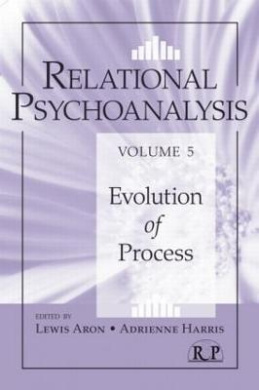 RELATIONAL
PSYCHOANALYSIS
VOLUME 5
Evolution
of
Process
EDITED BY
LEWIS ARON • ADRIENNE HARRIS
RP